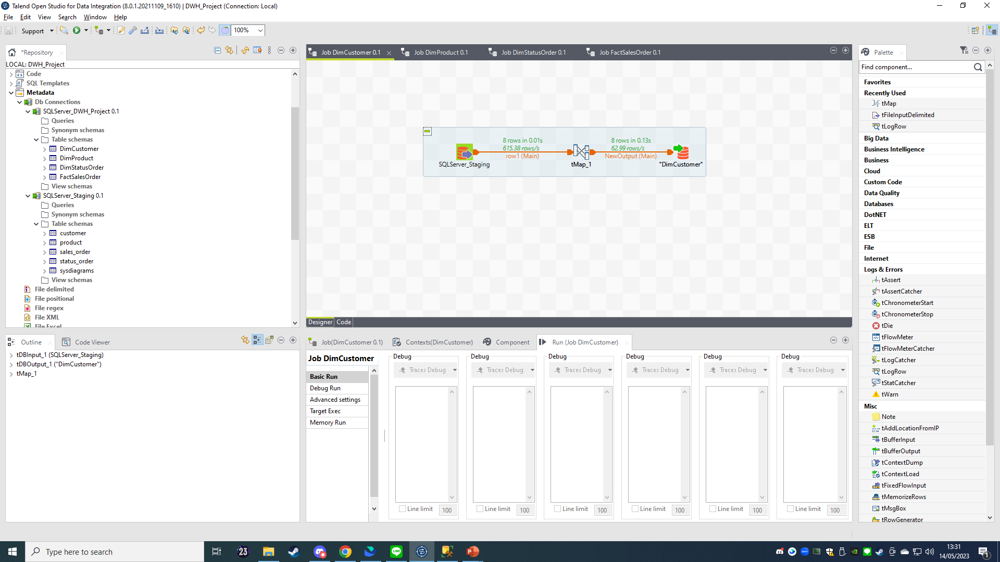 Talend Open Studio for Data Integration (8.0.1.20211109_1610) | DWH_Project (Connection: Local)
File Edit View Search Window Help
Support 100%
*Repository
LOCAL: DWH_Project
Code
SQL Templates
Metadata
Db Connections
SQLServer_DWH_Project 0.1
Queries
Synonym schemas
Table schemas
DimCustomer
DimProduct
DimStatusOrder
FactSalesOrder
View schemas
SQLServer_Staging 0.1
Queries
Synonym schemas
Table schemas
customer
product
sales_order
status_order
sysdiagrams
View schemas
File delimited
File positional
File regex
File XML
File Excel
Job DimCustomer 0.1 Job DimProduct 0.1 Job DimStatusOrder 0.1 Job FactSalesOrder 0.1
8 rows in 0.01s 8 rows in 0.13s
615.38 rows/s 62.99 rows/s
row1 (Main) NewOutput (Main)
SQLServer_Staging tMap_1 "DimCustomer"
Designer Code
Palette
Find component...
Favorites
Recently Used
tMap
tFileInputDelimited
tLogRow
Big Data
Business Intelligence
Business
Cloud
Custom Code
Data Quality
Databases
DotNET
ELT
ESB
File
Internet
Logs & Errors
tAssert
tAssertCatcher
tChronometerStart
tChronometerStop
tDie
tFlowMeter
tFlowMeterCatcher
tLogCatcher
tLogRow
tStatCatcher
tWarn
Misc
Note
tAddLocationFromIP
tBufferInput
tBufferOutput
tContextDump
tContextLoad
tFixedFlowInput
tMemorizeRows
tMsgBox
tRowGenerator
Outline Code Viewer
tDBInput_1 (SQLServer_Staging)
tDBOutput_1 ("DimCustomer")
tMap_1
Job(DimCustomer 0.1) Contexts(DimCustomer) Component Run (Job DimCustomer)
Job DimCustomer
Basic Run
Debug Run
Advanced settings
Target Exec
Memory Run
Debug Debug Debug Debug Debug Debug
Traces Debug Traces Debug Traces Debug Traces Debug Traces Debug Traces Debug
Line limit 100 Line limit 100 Line limit 100 Line limit 100 Line limit 100 Line limit 100
Type here to search
'23
LINE
P
zoom
13:31
14/05/2023
1